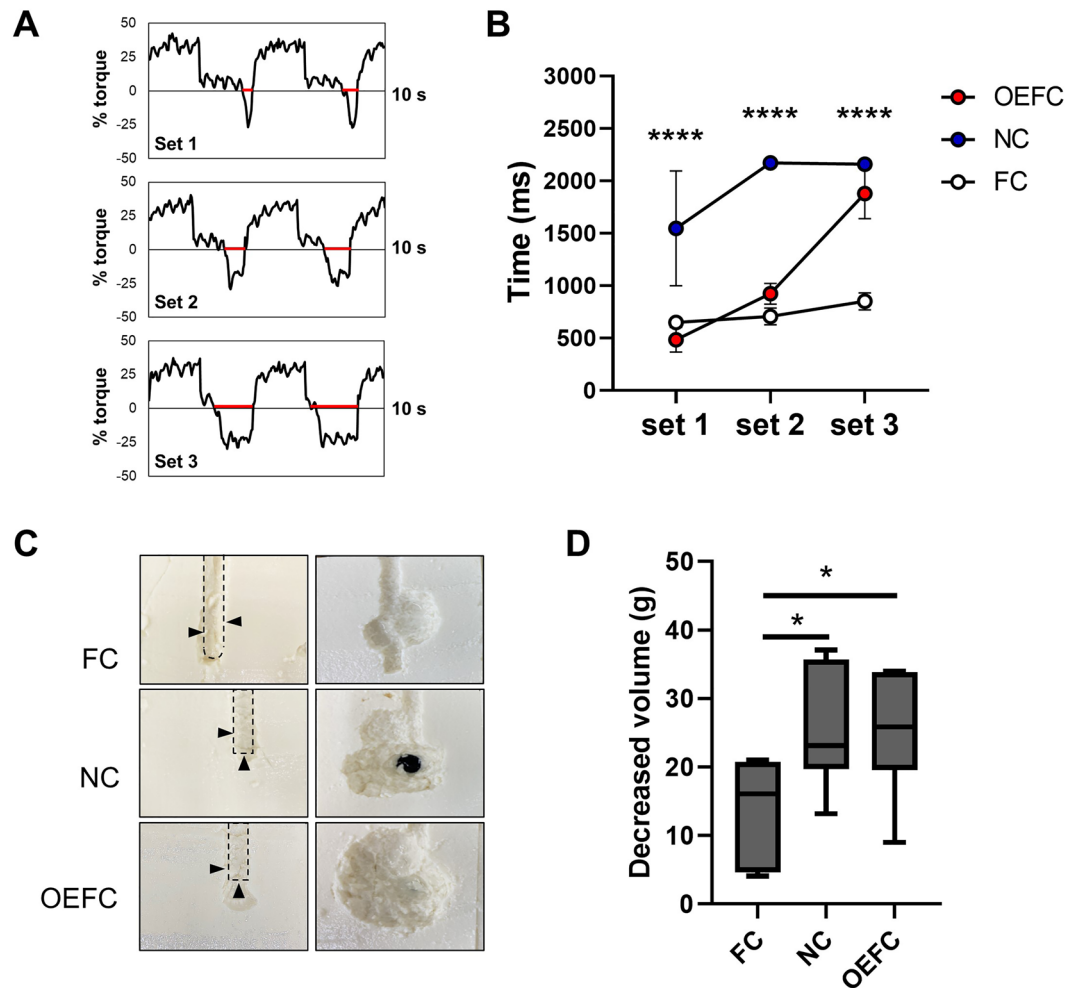 A
50
25
0
-25
-50
% torque
Set 1
10 s
50
25
0
-25
-50
% torque
Set 2
10 s
50
25
0
-25
-50
% torque
Set 3
10 s
B
3000
2500
2000
1500
1000
500
0
Time (ms)
****
****
****
set 1 set 2 set 3
OEFC
NC
FC
C
FC
NC
OEFC
D
50
40
30
20
10
0
Decreased volume (g)
*
*
FC
NC
OEFC